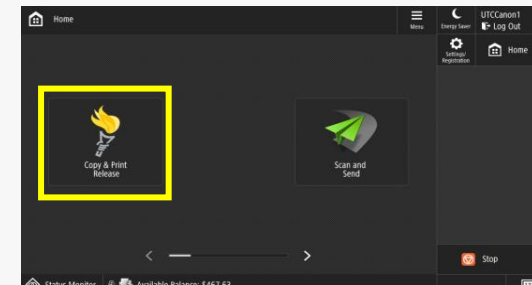 Home
Menu
Energy Saver
UTCCanon1
Log Out
Settings/
Registration
Home
Copy & Print
Release
Scan and
Send
Stop
Status Monitor
Available Balance: $467.63